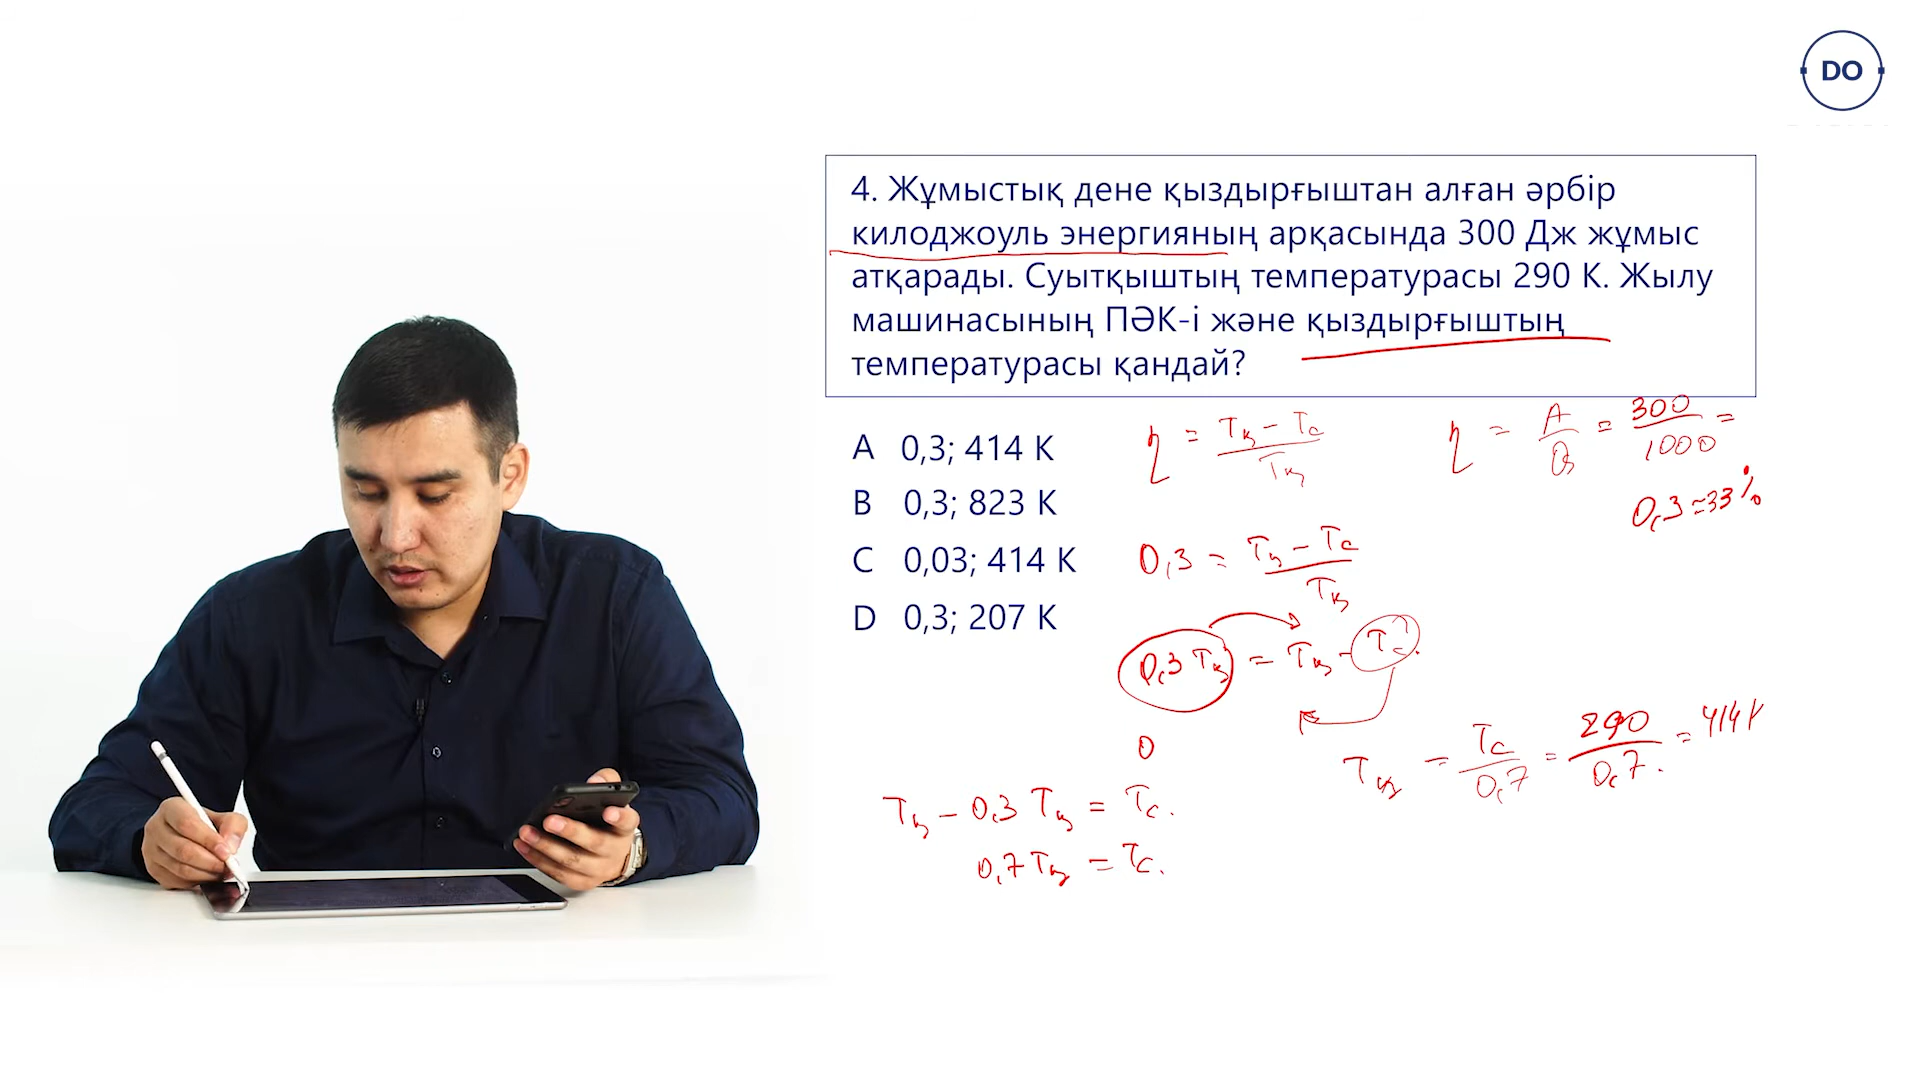 DO
4. Жұмыстық дене қыздырғыштан алған әрбір
килоджоуль энергияның арқасында 300 Дж жұмыс
атқарады. Суытқыштың температурасы 290 К. Жылу
машинасының ПӘК-і және қыздырғыштың
температурасы қандай?
A 0,3; 414 К
B 0,3; 823 К
C 0,03; 414 К
D 0,3; 207 К
η = Tқ – Tс / Tқ
η = A / Q = 300 / 1000 =
0,3 = 33%
0,3 = Tқ – Tс / Tқ
0,3 Tқ = Tқ – Tс.
0
Tқ – 0,3 Tқ = Tс.
0,7 Tқ = Tс.
Tқ = Tс / 0,7 = 290 / 0,7. = 414 К